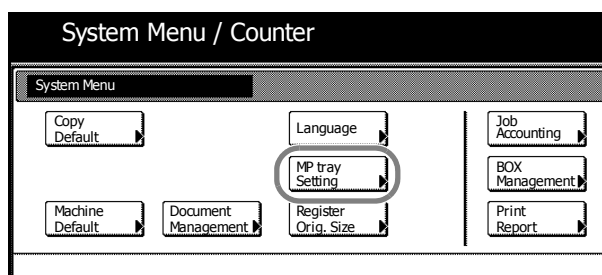 System Menu / Counter
System Menu
Copy
Default
Language
Job
Accounting
MP tray
Setting
BOX
Management
Machine
Default
Document
Management
Register
Orig. Size
Print
Report